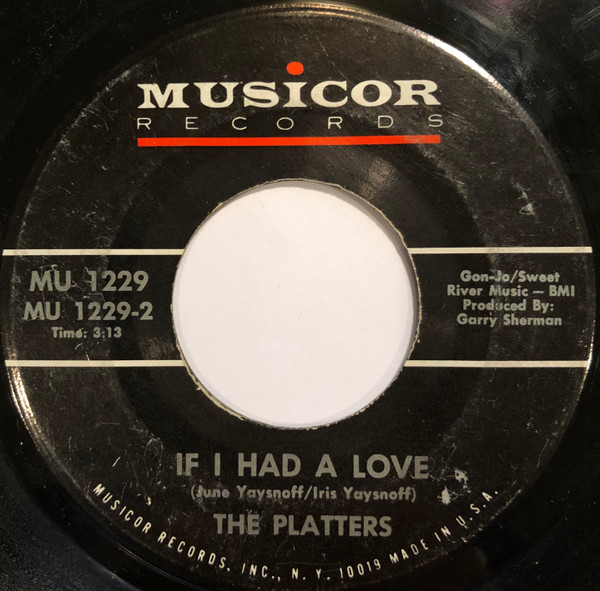 MUSiCOR
RECORDS
MU 1229
MU 1229-2
Time: 3:13
Gon-Jo/Sweet
River Music — BMI
Produced By:
Garry Sherman
IF I HAD A LOVE
(June Yaysnoff/Iris Yaysnoff)
THE PLATTERS
MUSICOR RECORDS, INC., N. Y. 10019 MADE IN U.S.A.